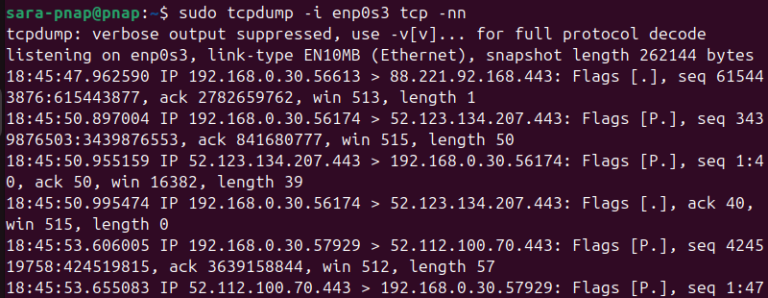 sara-pnap@pnap:~$ sudo tcpdump -i enp0s3 tcp -nn
tcpdump: verbose output suppressed, use -v[v]... for full protocol decode
listening on enp0s3, link-type EN10MB (Ethernet), snapshot length 262144 bytes
18:45:47.962590 IP 192.168.0.30.56613 > 88.221.92.168.443: Flags [.], seq 61544
3876:615443877, ack 2782659762, win 513, length 1
18:45:50.897004 IP 192.168.0.30.56174 > 52.123.134.207.443: Flags [P.], seq 343
9876503:3439876553, ack 841680777, win 515, length 50
18:45:50.955159 IP 52.123.134.207.443 > 192.168.0.30.56174: Flags [P.], seq 1:4
0, ack 50, win 16382, length 39
18:45:50.995474 IP 192.168.0.30.56174 > 52.123.134.207.443: Flags [.], ack 40,
win 515, length 0
18:45:53.606005 IP 192.168.0.30.57929 > 52.112.100.70.443: Flags [P.], seq 4245
19758:424519815, ack 3639158844, win 512, length 57
18:45:53.655083 IP 52.112.100.70.443 > 192.168.0.30.57929: Flags [P.], seq 1:47